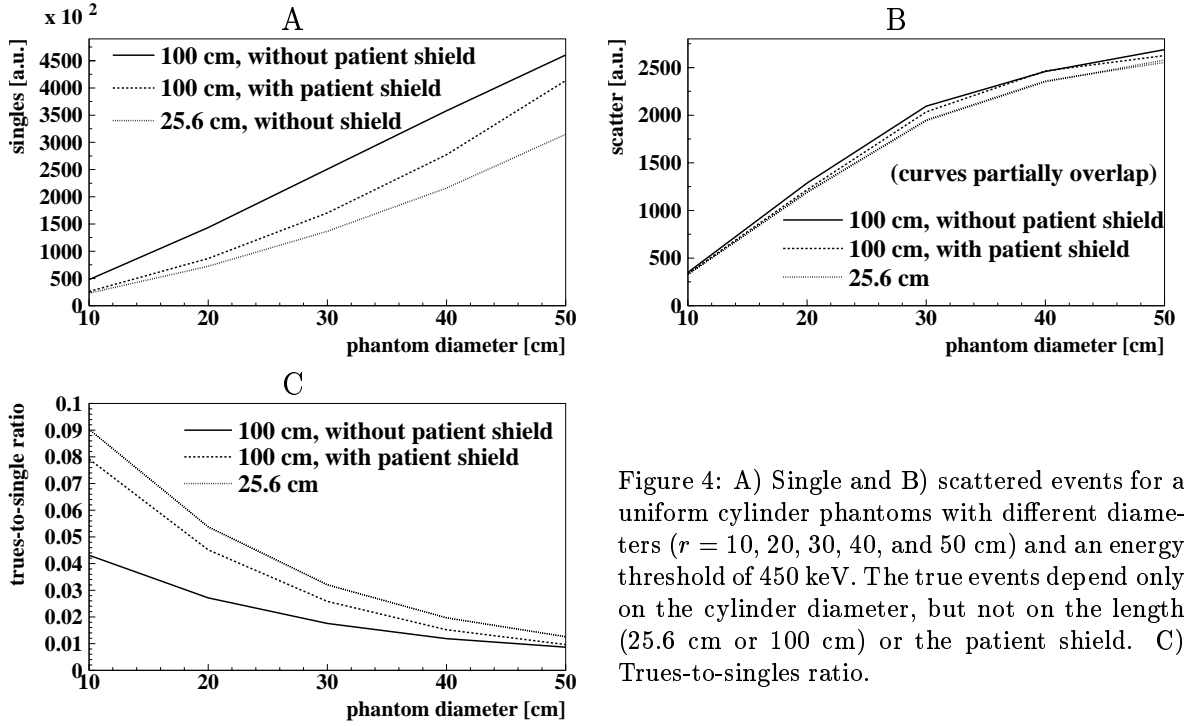 x 10 2
A
singles [a.u.]
4500
4000
3500
3000
2500
2000
1500
1000
500
0
100 cm, without patient shield
100 cm, with patient shield
25.6 cm, without shield
10 20 30 40 50
phantom diameter [cm]
B
scatter [a.u.]
2500
2000
1500
1000
500
0
(curves partially overlap)
100 cm, without patient shield
100 cm, with patient shield
25.6 cm
10 20 30 40 50
phantom diameter [cm]
C
trues-to-single ratio
0.1
0.09
0.08
0.07
0.06
0.05
0.04
0.03
0.02
0.01
0
100 cm, without patient shield
100 cm, with patient shield
25.6 cm
10 20 30 40 50
phantom diameter [cm]
Figure 4: A) Single and B) scattered events for a
uniform cylinder phantoms with different diame-
ters (r = 10, 20, 30, 40, and 50 cm) and an energy
threshold of 450 keV. The true events depend only
on the cylinder diameter, but not on the length
(25.6 cm or 100 cm) or the patient shield. C)
Trues-to-singles ratio.